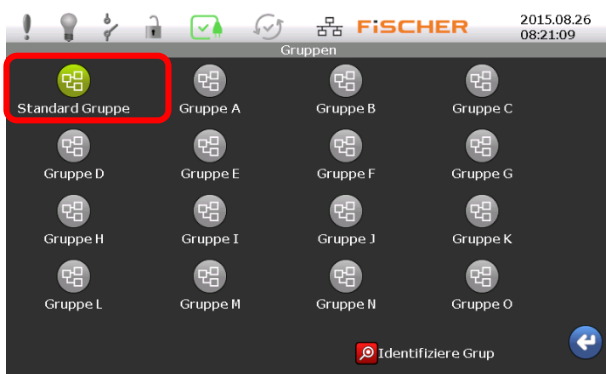 FiSCHER
2015.08.26
08:21:09
Gruppen
Standard Gruppe
Gruppe A
Gruppe B
Gruppe C
Gruppe D
Gruppe E
Gruppe F
Gruppe G
Gruppe H
Gruppe I
Gruppe J
Gruppe K
Gruppe L
Gruppe M
Gruppe N
Gruppe O
Identifiziere Grup